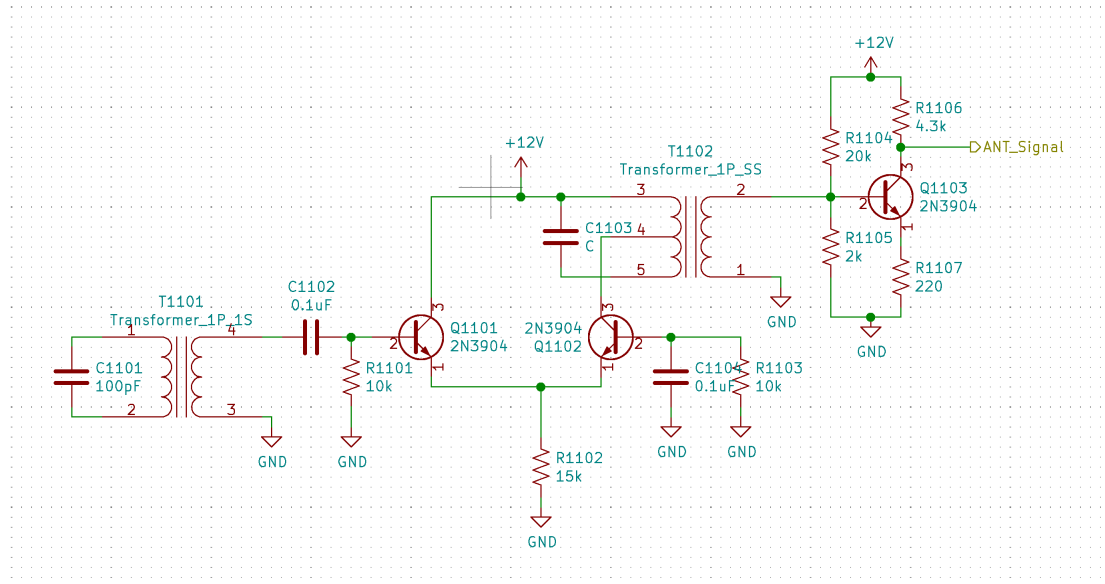 +12V
R1106
4.3k
ANT_Signal
R1104
20k
3
Q1103
2N3904
2
1
R1105
2k
R1107
220
GND
+12V
T1102
Transformer_1P_SS
3
2
C1103
C
4
5
1
GND
T1101
Transformer_1P_1S
1
4
C1101
100pF
2
3
GND
C1102
0.1uF
3
Q1101
2N3904
2
1
R1101
10k
GND
3
2N3904
Q1102
2
1
C1104
0.1uF
R1103
10k
GND
GND
R1102
15k
GND